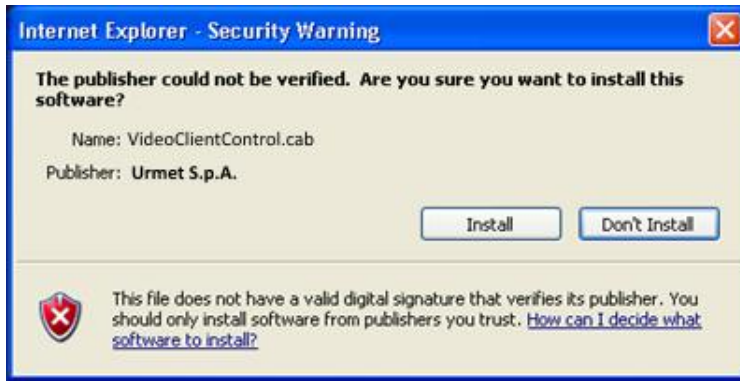 Internet Explorer - Security Warning
The publisher could not be verified. Are you sure you want to install this
software?
Name: VideoClientControl.cab
Publisher: Urmet S.p.A.
Install
Don't Install
This file does not have a valid digital signature that verifies its publisher. You
should only install software from publishers you trust. How can I decide what
software to install?